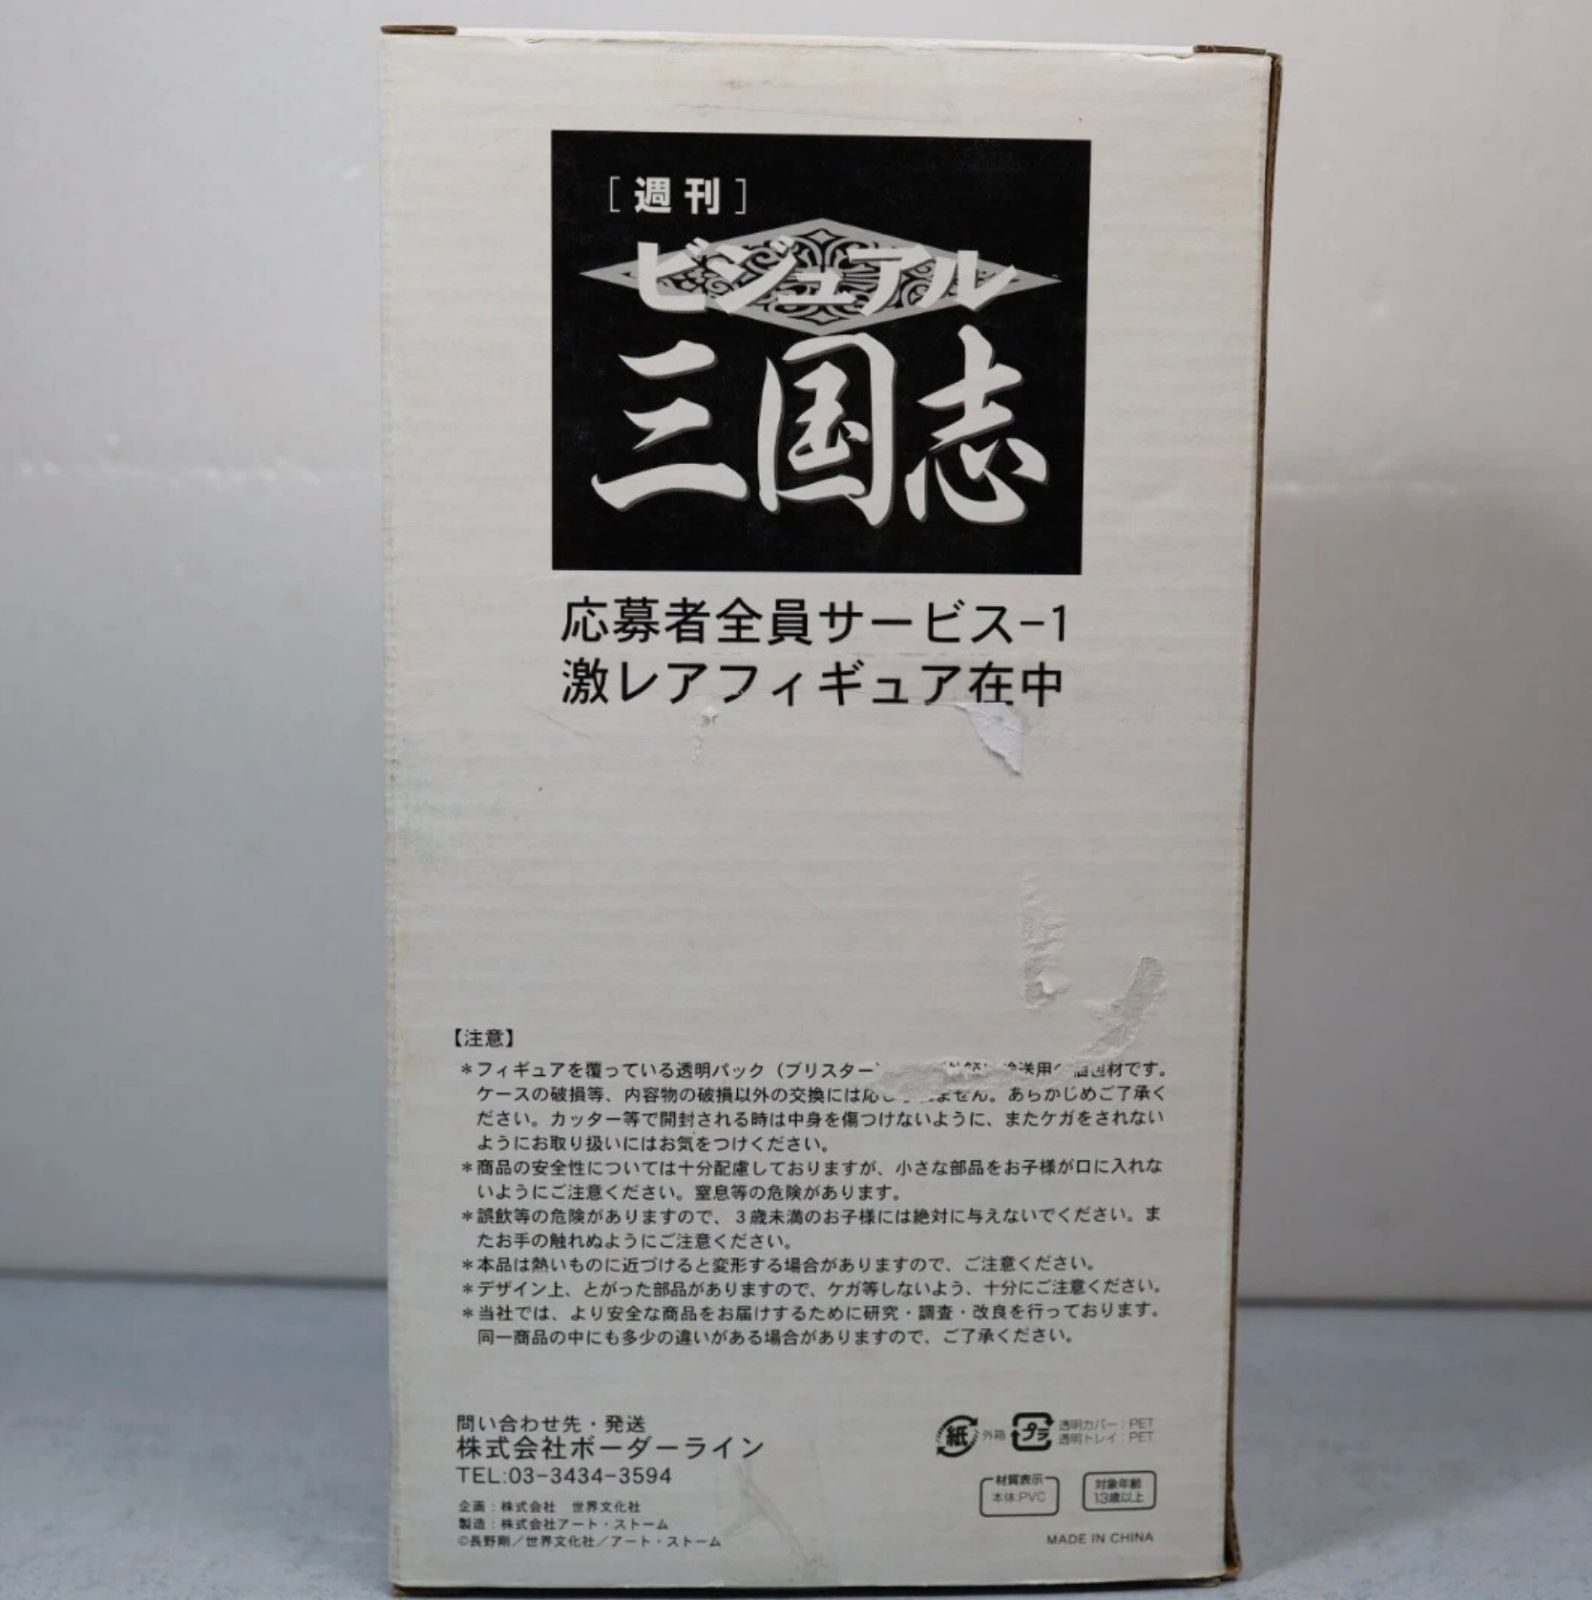 ［週刊］
ビジュアル
三国志
応募者全員サービス-1
激レアフィギュア在中
【注意】
＊フィギュアを覆っている透明パック（ブリスター 送用 包材です。
ケースの破損等、内容物の破損以外の交換には応 ません。あらかじめご了承く
ださい。カッター等で開封される時は中身を傷つけないように、またケガをされない
ようにお取り扱いにはお気をつけください。
＊商品の安全性については十分配慮しておりますが、小さな部品をお子様が口に入れな
いようにご注意ください。窒息等の危険があります。
＊誤飲等の危険がありますので、３歳未満のお子様には絶対に与えないでください。ま
たお手の触れぬようにご注意ください。
＊本品は熱いものに近づけると変形する場合がありますので、ご注意ください。
＊デザイン上、とがった部品がありますので、ケガ等しないよう、十分にご注意ください。
＊当社では、より安全な商品をお届けするために研究・調査・改良を行っております。
同一商品の中にも多少の違いがある場合がありますので、ご了承ください。
問い合わせ先・発送
株式会社ボーダーライン
TEL:03-3434-3594
企画：株式会社　世界文化社
製造：株式会社アート・ストーム
©長野剛／世界文化社／アート・ストーム
紙 外箱
プラ 透明カバー：PET
透明トレイ：PET
材質表示
本体:PVC
対象年齢
13歳以上
MADE IN CHINA